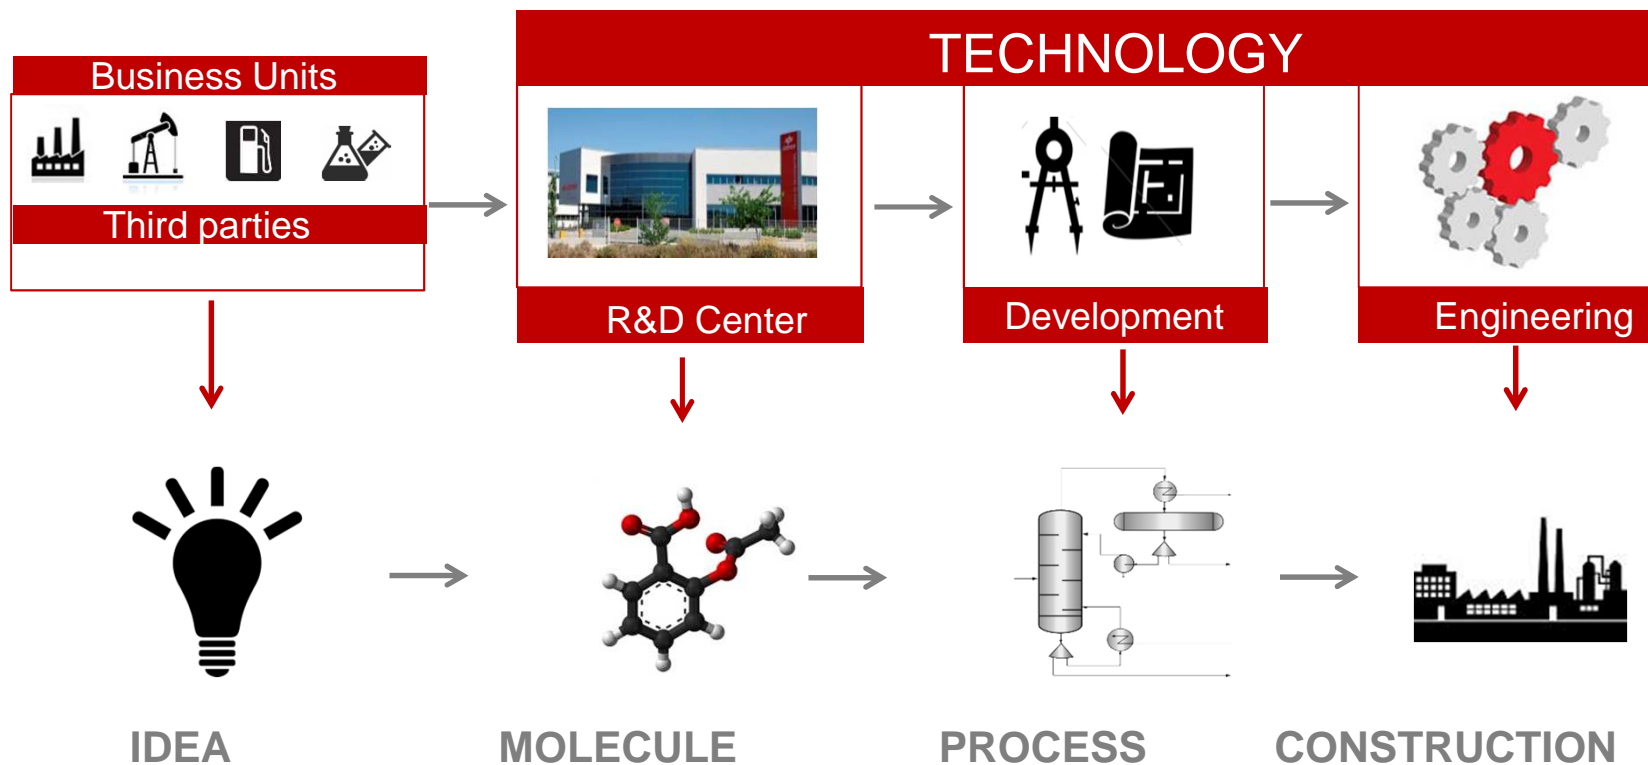 TECHNOLOGY
Business Units
Third parties
R&D Center
Development
Engineering
IDEA
MOLECULE
PROCESS
CONSTRUCTION